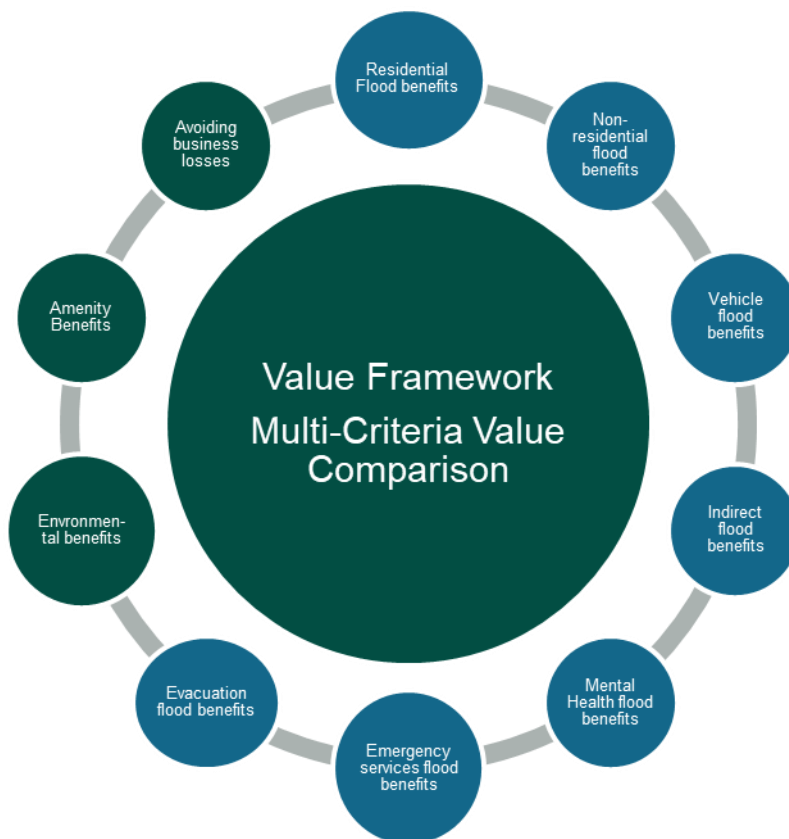 Residential
Flood benefits
Non-
residential
flood
benefits
Vehicle
flood
benefits
Indirect
flood
benefits
Mental
Health flood
benefits
Emergency
services flood
benefits
Evacuation
flood benefits
Envronmen-
tal benefits
Amenity
Benefits
Avoiding
business
losses
Value Framework
Multi-Criteria Value
Comparison